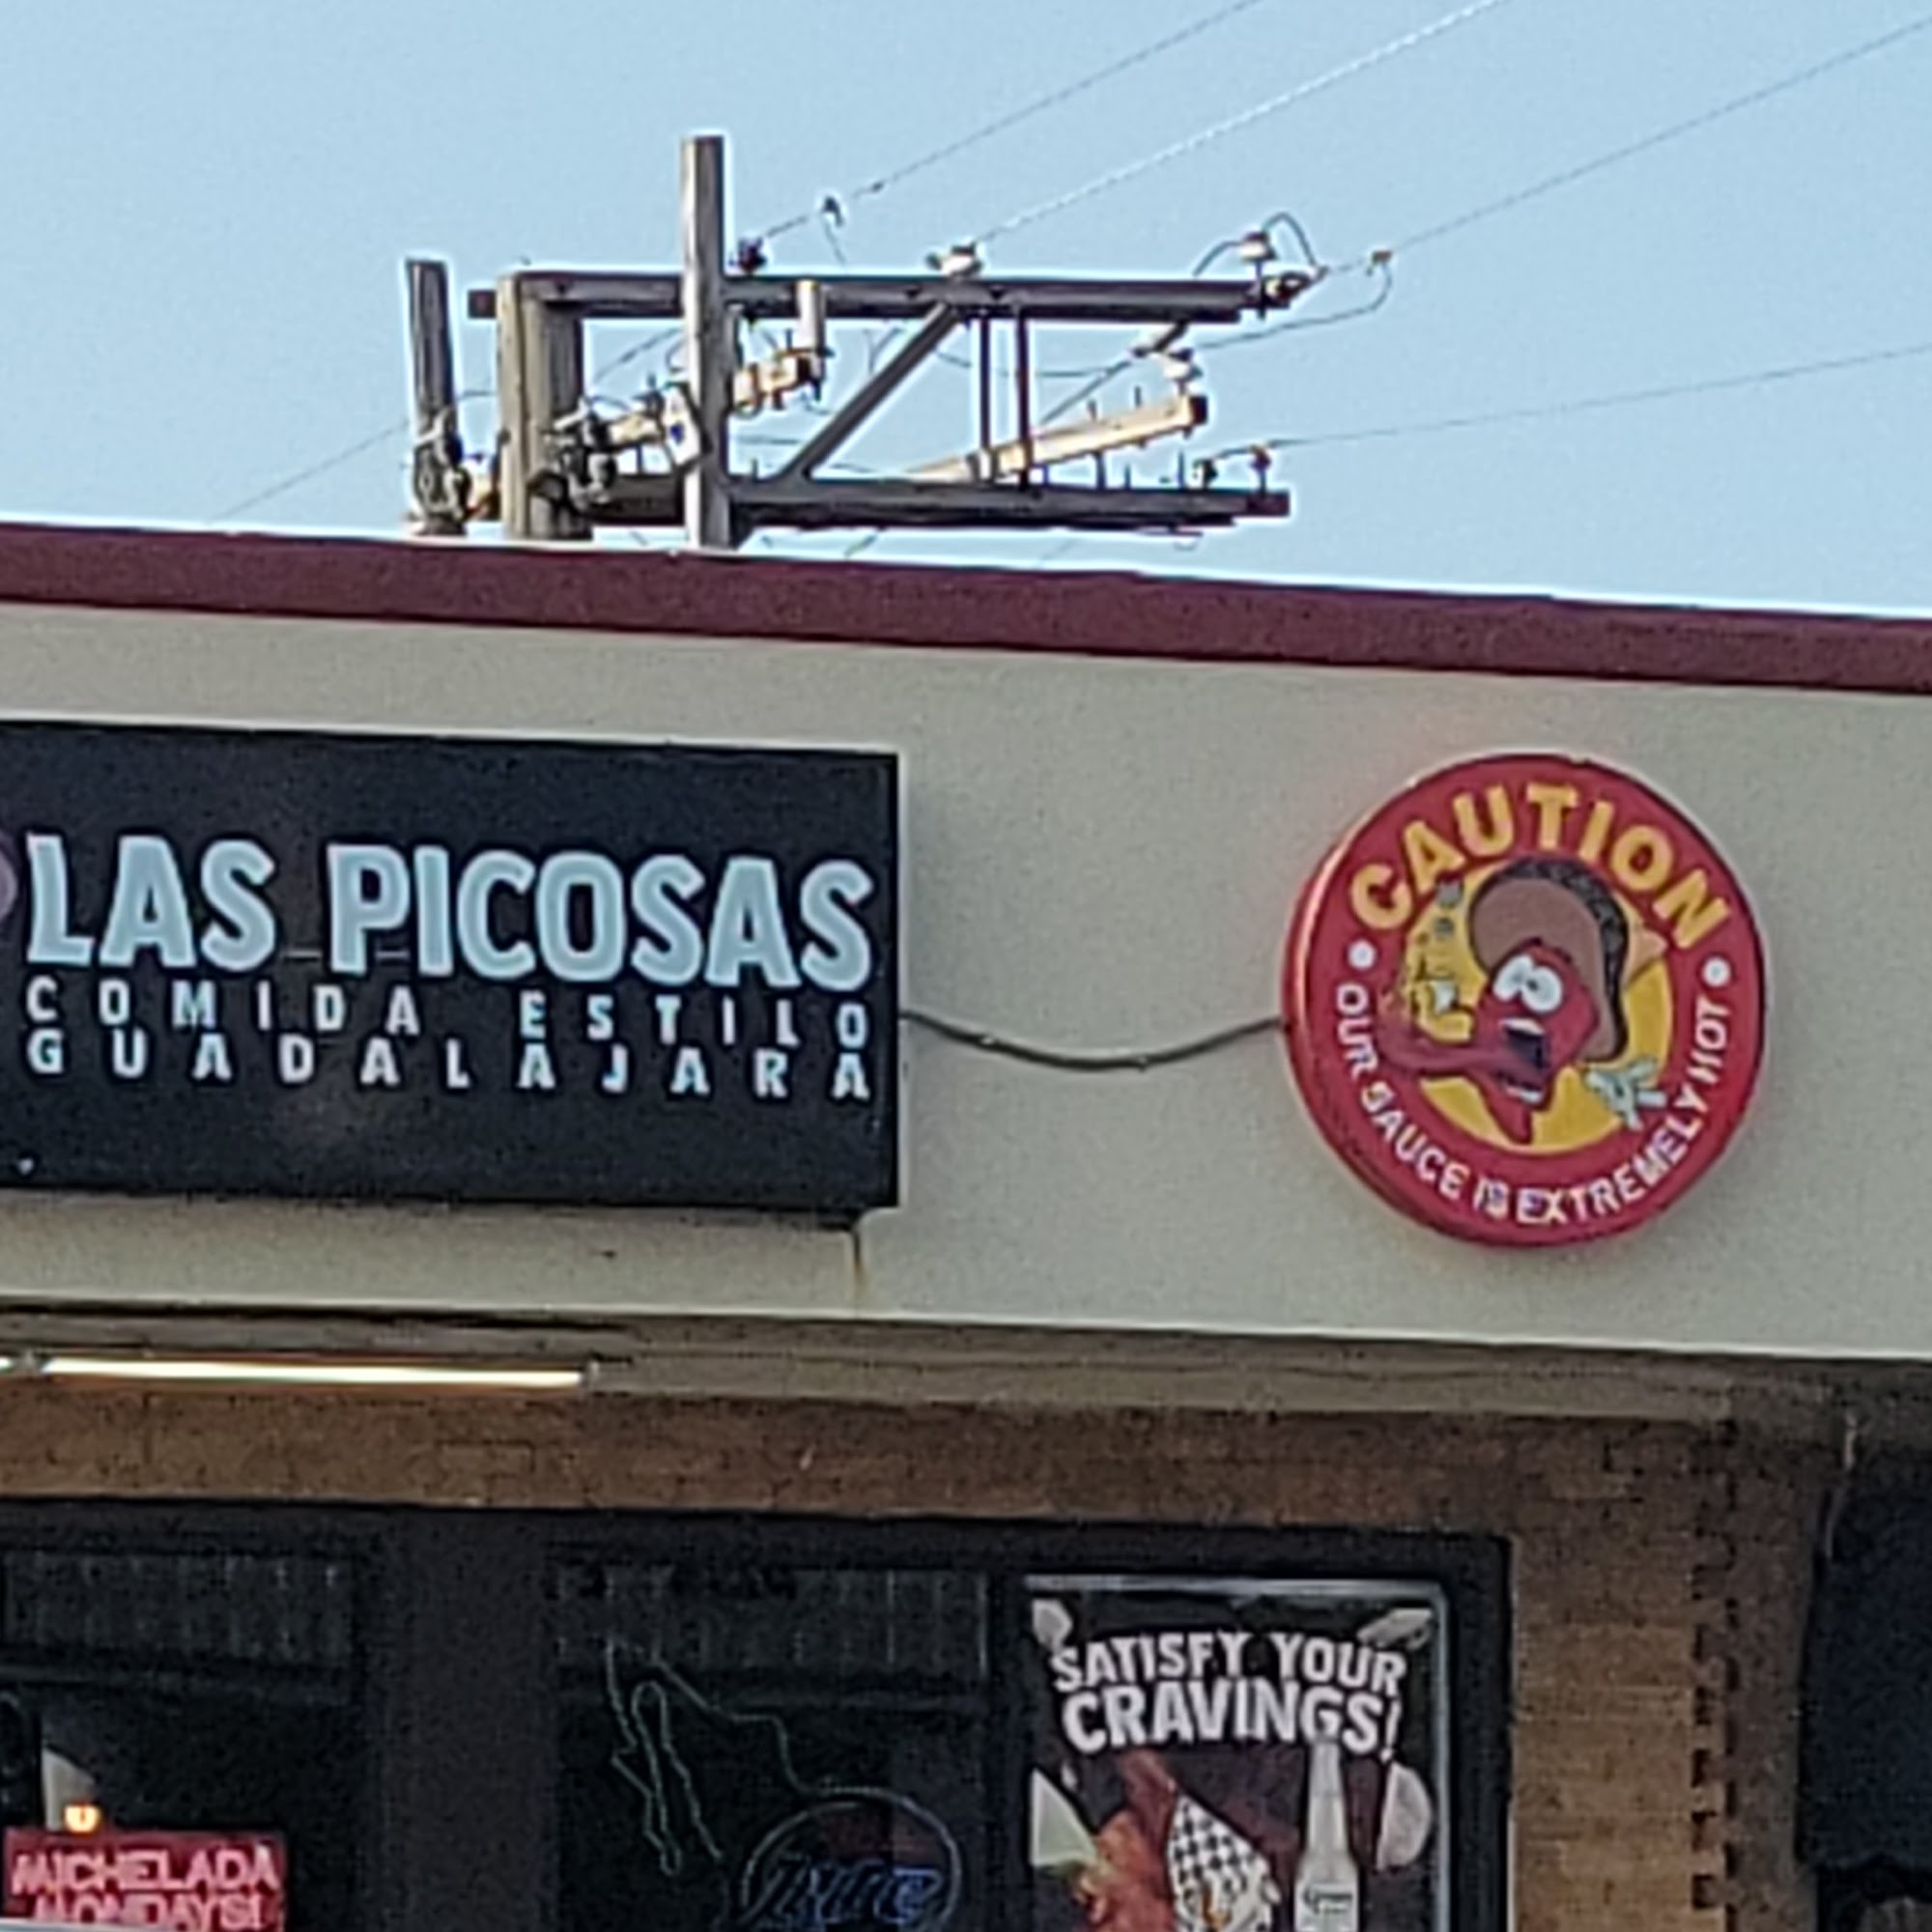 LAS PICOSAS
COMIDA ESTILO
GUADALAJARA
CAUTION
OUR SAUCE IS EXTREMELY HOT
SATISFY YOUR
CRAVINGS!
MICHELADA
MONDAYS!